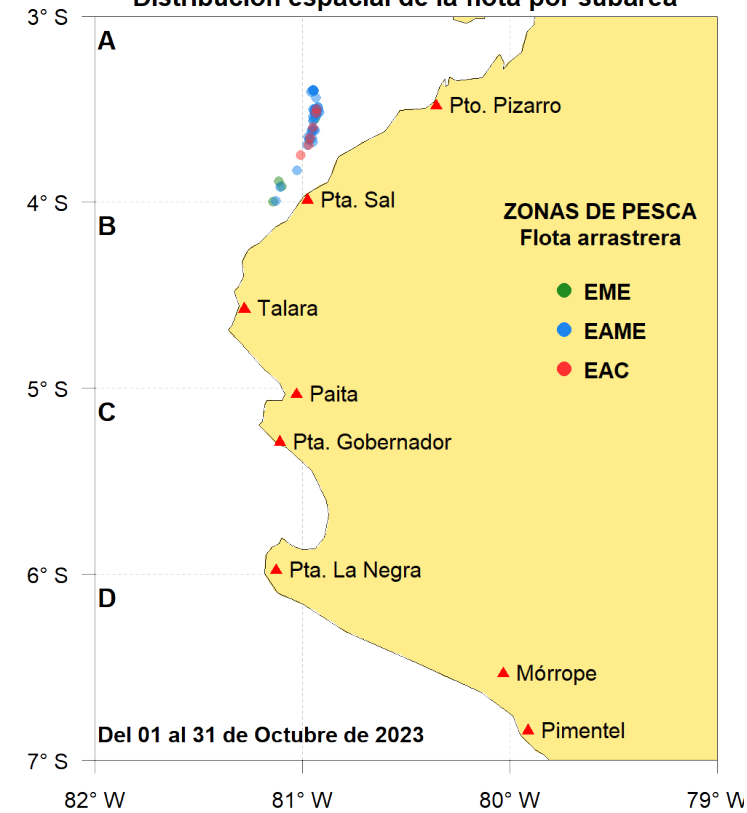 Distribución espacial de la flota por subárea
3° S
A
Pto. Pizarro
4° S
Pta. Sal
B
ZONAS DE PESCA
Flota arrastrera
EME
Talara
EAME
EAC
5° S
Paita
C
Pta. Gobernador
6° S
Pta. La Negra
D
Mórrope
Del 01 al 31 de Octubre de 2023
Pimentel
7° S
82° W 81° W 80° W 79° W